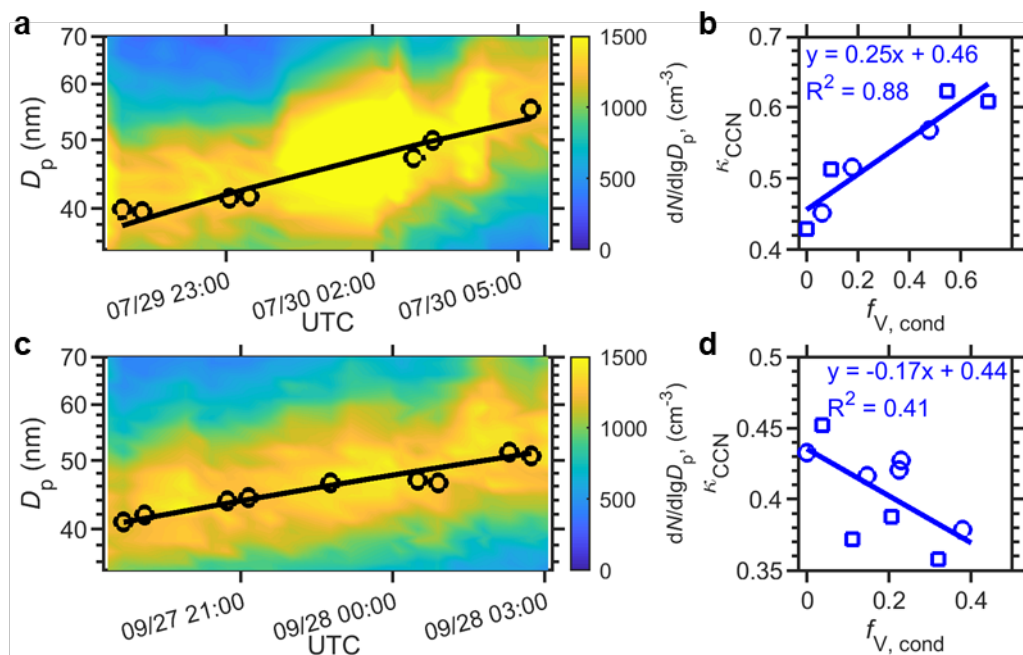 a
70
60
50
40
Dp (nm)
07/29 23:00
07/30 02:00
07/30 05:00
UTC
1500
1000
500
0
dN/dlgDp, (cm-3)
b
0.7
0.6
0.5
0.4
κCCN
y = 0.25x + 0.46
R2 = 0.88
0 0.2 0.4 0.6
fV, cond
c
70
60
50
40
Dp (nm)
09/27 21:00
09/28 00:00
09/28 03:00
UTC
1500
1000
500
0
dN/dlgDp, (cm-3)
d
0.5
0.45
0.4
0.35
κCCN
y = -0.17x + 0.44
R2 = 0.41
0 0.2 0.4
fV, cond